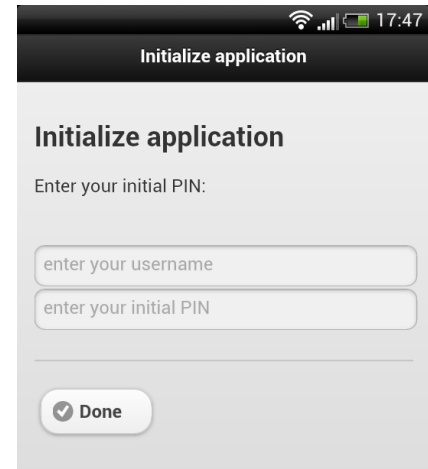 17:47
Initialize application
Initialize application
Enter your initial PIN:
enter your username
enter your initial PIN
Done